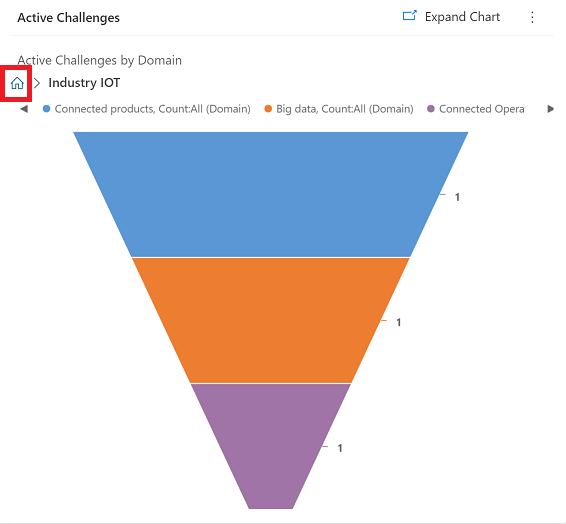 Active Challenges
Expand Chart
Active Challenges by Domain
Industry IOT
Connected products, Count:All (Domain) Big data, Count:All (Domain) Connected Opera
1
1
1